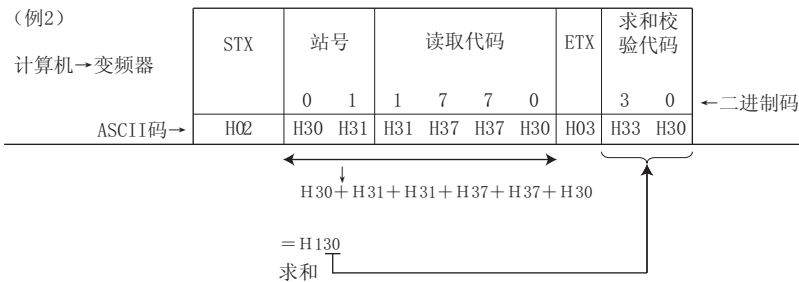 （例2）
计算机→变频器
STX 站号 读取代码 ETX 求和校验代码
0 1 1 7 7 0 3 0 ←二进制码
ASCII码→ H02 H30 H31 H31 H37 H37 H30 H03 H33 H30
H30+H31+H31+H37+H37+H30
=H130
求和